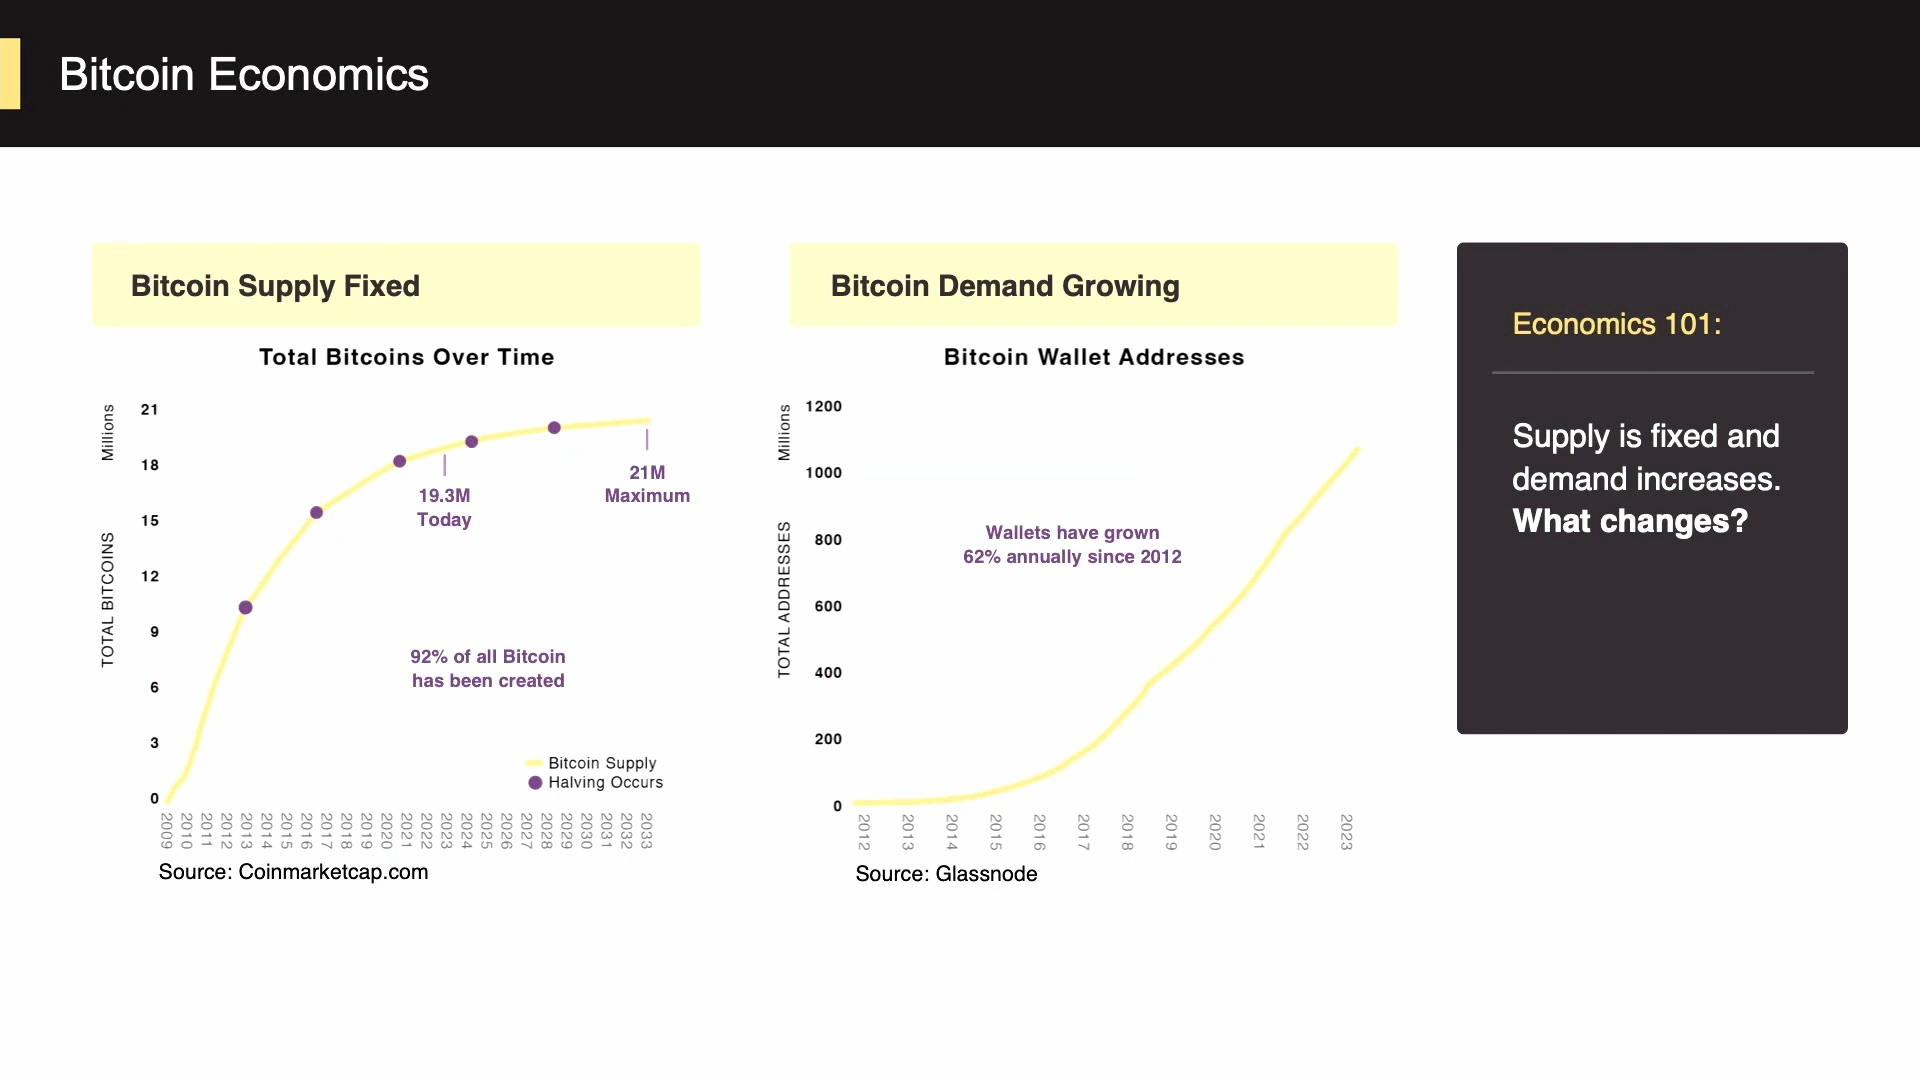 Bitcoin Economics
Bitcoin Supply Fixed
Total Bitcoins Over Time
Millions
TOTAL BITCOINS
21
18
15
12
9
6
3
0
19.3M
Today
21M
Maximum
92% of all Bitcoin
has been created
Bitcoin Supply
Halving Occurs
2009 2010 2011 2012 2013 2014 2015 2016 2017 2018 2019 2020 2021 2022 2023 2024 2025 2026 2027 2028 2029 2030 2031 2032 2033
Source: Coinmarketcap.com
Bitcoin Demand Growing
Bitcoin Wallet Addresses
Millions
TOTAL ADDRESSES
1200
1000
800
600
400
200
0
Wallets have grown
62% annually since 2012
2012 2013 2014 2015 2016 2017 2018 2019 2020 2021 2022 2023
Source: Glassnode
Economics 101:
Supply is fixed and
demand increases.
What changes?